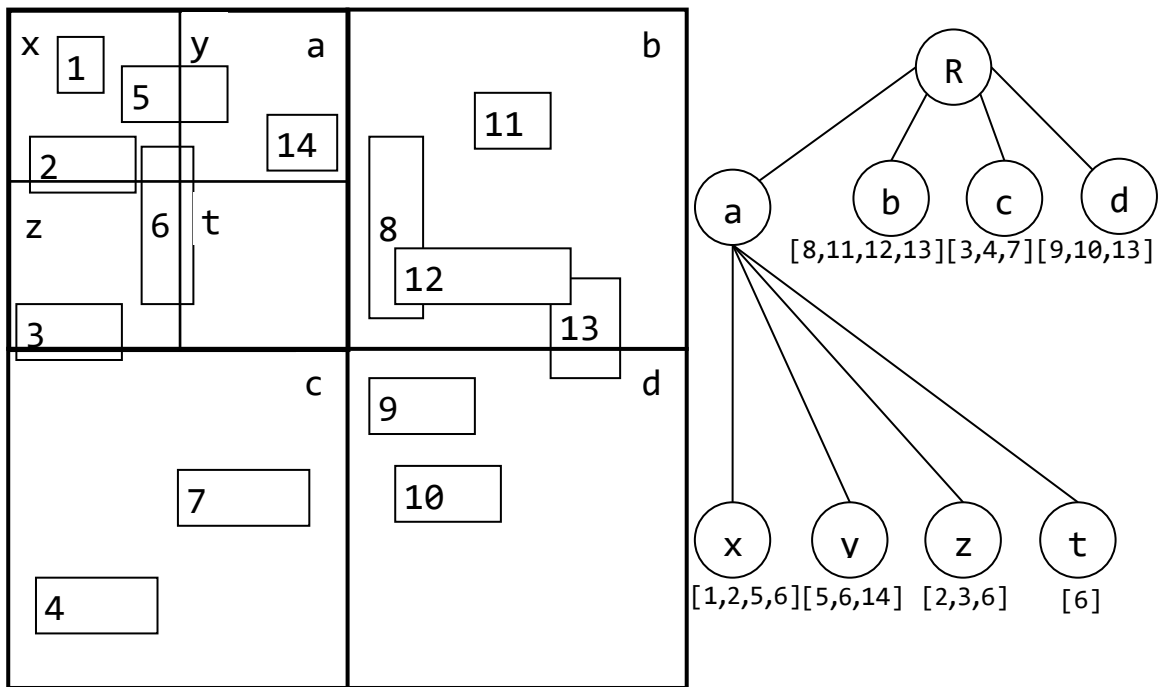 x
y
a
b
1
5
11
14
2
z
6
t
8
12
3
13
c
d
9
7
10
4
R
a
b
c
d
[8,11,12,13]
[3,4,7]
[9,10,13]
x
y
z
t
[1,2,5,6]
[5,6,14]
[2,3,6]
[6]